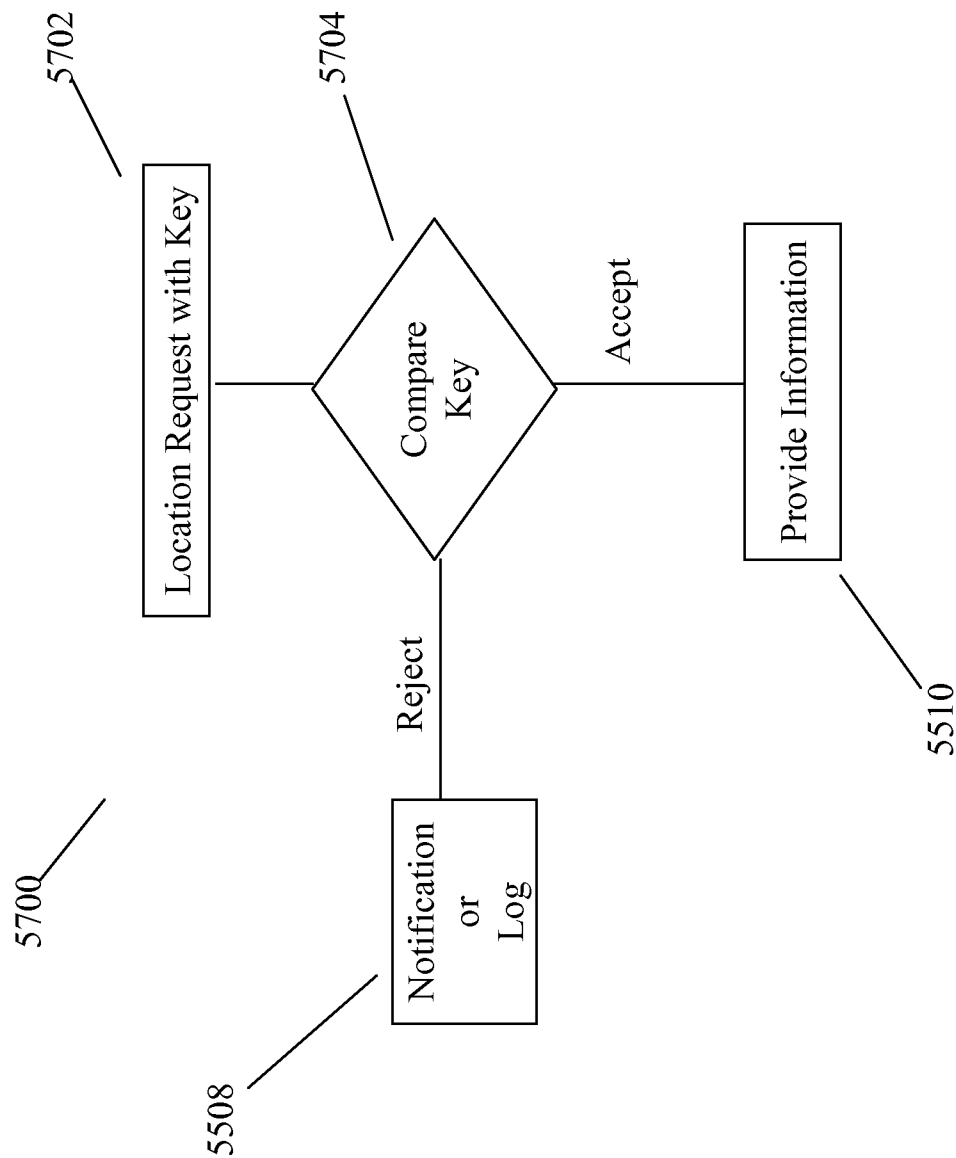 5700
5702
Location Request with Key
5704
Compare
Key
Reject
Accept
Notification
or
Log
5508
Provide Information
5510